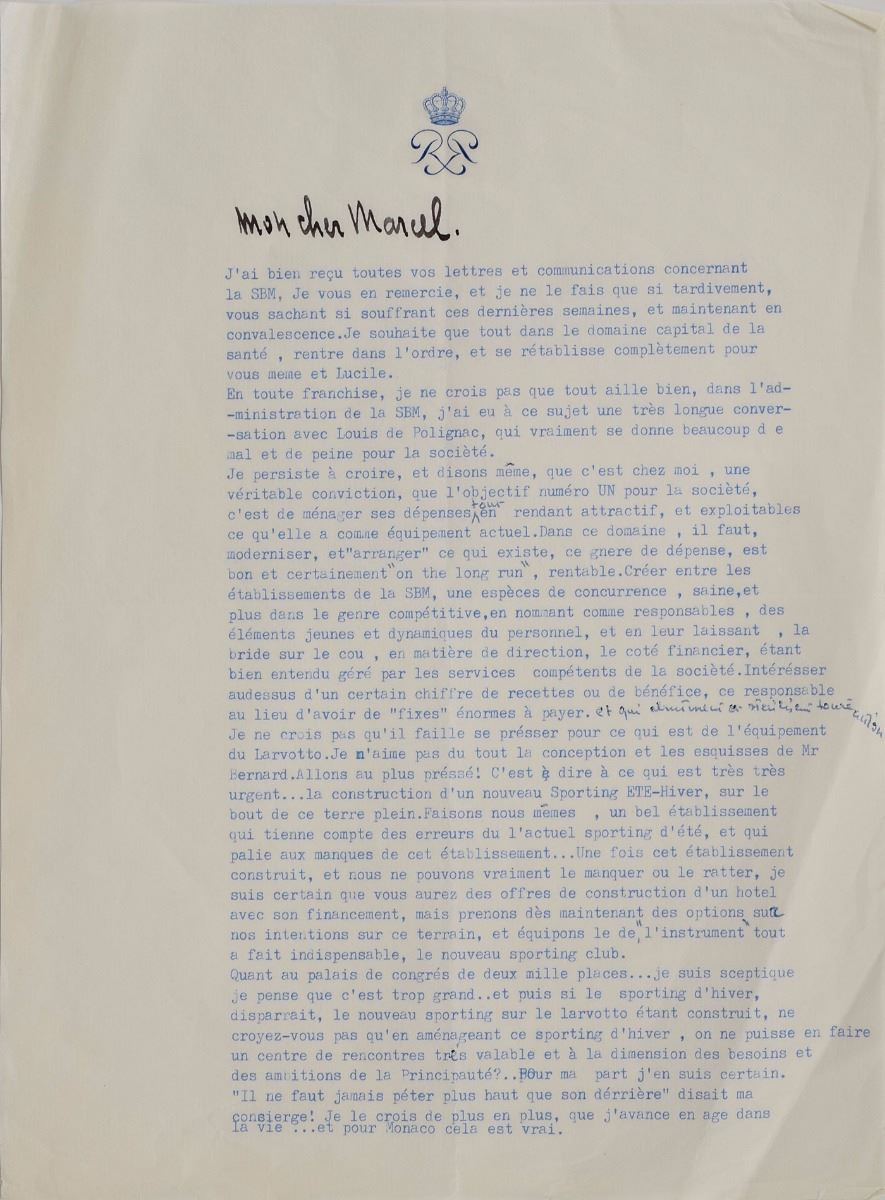 RR
mon cher Marcel.
J'ai bien reçu toutes vos lettres et communications concernant
la SBM, Je vous en remercie, et je ne le fais que si tardivement,
vous sachant si souffrant ces dernières semaines, et maintenant en
convalescence.Je souhaite que tout dans le domaine capital de la
santé , rentre dans l'ordre, et se rétablisse complètement pour
vous meme et Lucile.
En toute franchise, je ne crois pas que tout aille bien, dans l'ad-
-ministration de la SBM, j'ai eu à ce sujet une très longue conver-
-sation avec Louis de Polignac, qui vraiment se donne beaucoup d e
mal et de peine pour la socièté.
Je persiste à croire, et disons même, que c'est chez moi , une
véritable conviction, que l'objectif numéro UN pour la socièté,
c'est de ménager ses dépenses, tout en rendant attractif, et exploitables
ce qu'elle a comme équipement actuel.Dans ce domaine , il faut,
moderniser, et"arranger" ce qui existe, ce gnere de dépense, est
bon et certainement "on the long run", rentable.Créer entre les
établissements de la SBM, une espèces de concurrence , saine,et
plus dans le genre compétitive,en nommant comme responsables , des
éléments jeunes et dynamiques du personnel, et en leur laissant , la
bride sur le cou , en matière de direction, le coté financier, étant
bien entendu géré par les services compétents de la socièté.Intérésser
audessus d'un certain chiffre de recettes ou de bénéfice, ce responsable
au lieu d'avoir de "fixes" énormes à payer. et qui
Je ne crois pas qu'il faille se présser pour ce qui est de l'équipement
du Larvotto.Je n'aime pas du tout la conception et les esquisses de Mr
Bernard.Allons au plus préssé! C'est à dire à ce qui est très très
urgent...la construction d'un nouveau Sporting ETE-Hiver, sur le
bout de ce terre plein.Faisons nous mêmes , un bel établissement
qui tienne compte des erreurs du l'actuel sporting d'été, et qui
palie aux manques de cet établissement...Une fois cet établissement
construit, et nous ne pouvons vraiment le manquer ou le ratter, je
suis certain que vous aurez des offres de construction d'un hotel
avec son financement, mais prenons dès maintenant des options sur
nos intentions sur ce terrain, et équipons le de "l'instrument" tout
a fait indispensable, le nouveau sporting club.
Quant au palais de congrés de deux mille places...je suis sceptique
je pense que c'est trop grand..et puis si le sporting d'hiver,
disparrait, le nouveau sporting sur le larvotto étant construit, ne
croyez-vous pas qu'en aménageant ce sporting d'hiver , on ne puisse en faire
un centre de rencontres très valable et à la dimension des besoins et
des ambitions de la Principauté?..POur ma part j'en suis certain.
"Il ne faut jamais péter plus haut que son dérrière" disait ma
consierge! Je le crois de plus en plus, que j'avance en age dans
la vie ...et pour Monaco cela est vrai.